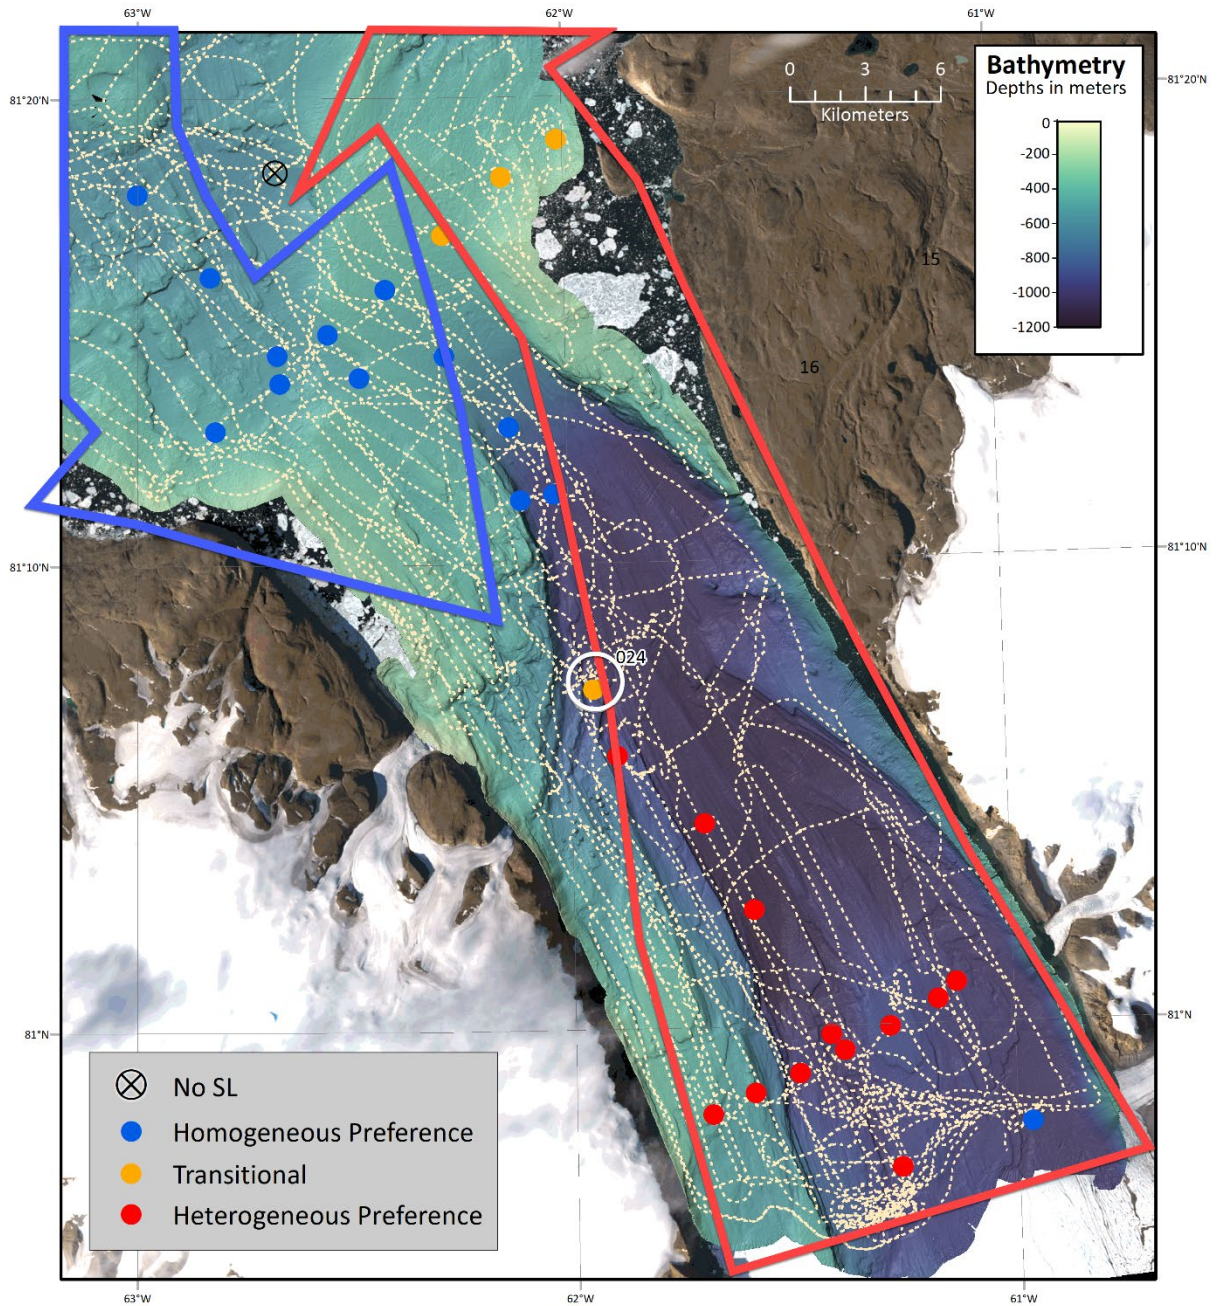 63°W 62°W 61°W
81°20'N 81°20'N
0 3 6
Kilometers
Bathymetry
Depths in meters
0
-200
-400
-600
-800
-1000
-1200
15
16
81°10'N 81°10'N
024
81°N 81°N
No SL
Homogeneous Preference
Transitional
Heterogeneous Preference
63°W 62°W 61°W